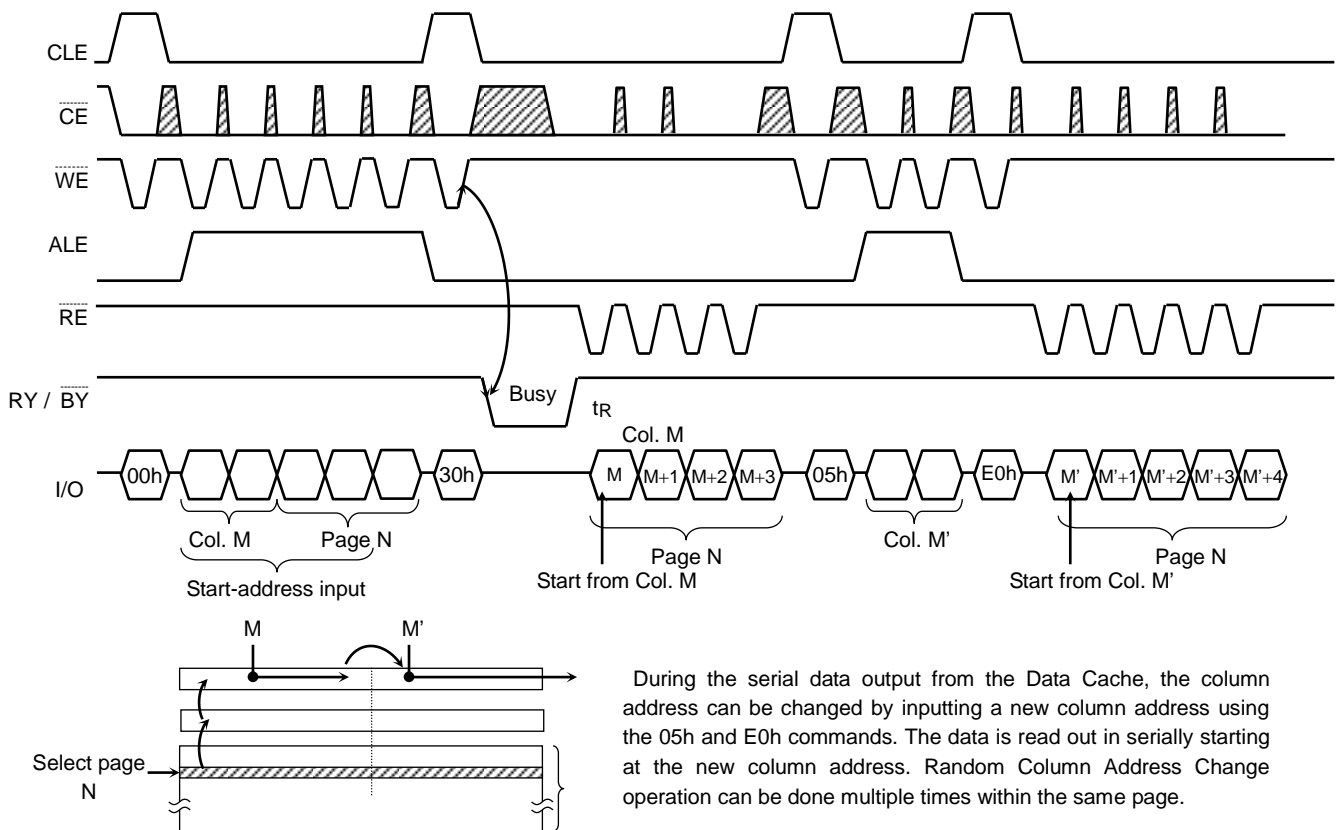 CLE
CE
WE
ALE
RE
RY / BY
Busy
tR
Col. M
I/O
00h
30h
M
M+1
M+2
M+3
05h
E0h
M'
M'+1
M'+2
M'+3
M'+4
Col. M
Page N
Page N
Col. M’
Page N
Start-address input
Start from Col. M
Start from Col. M’
M
M’
Select page
N
During the serial data output from the Data Cache, the column
address can be changed by inputting a new column address using
the 05h and E0h commands. The data is read out in serially starting
at the new column address. Random Column Address Change
operation can be done multiple times within the same page.